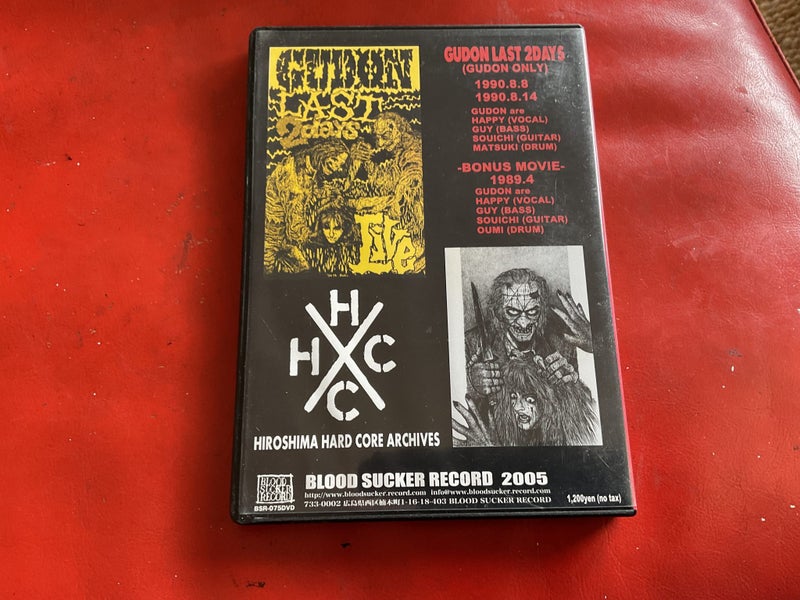 GUDON
LAST
2days
Live
GUDON LAST 2DAYS
(GUDON ONLY)
1990.8.8
1990.8.14
GUDON are
HAPPY (VOCAL)
GUY (BASS)
SOUICHI (GUITAR)
MATSUKI (DRUM)
-BONUS MOVIE-
1989.4
GUDON are
HAPPY (VOCAL)
GUY (BASS)
SOUICHI (GUITAR)
OUMI (DRUM)
H
H C
C
HIROSHIMA HARD CORE ARCHIVES
BLOOD
SUCKER
RECORD
BSR-075DVD
BLOOD SUCKER RECORD 2005
http://www.bloodsucker.record.com info@www.bloodsucker.record.com
733-0002 広島県西区楠木町1-16-18-403 BLOOD SUCKER RECORD
1,200yen (no tax)